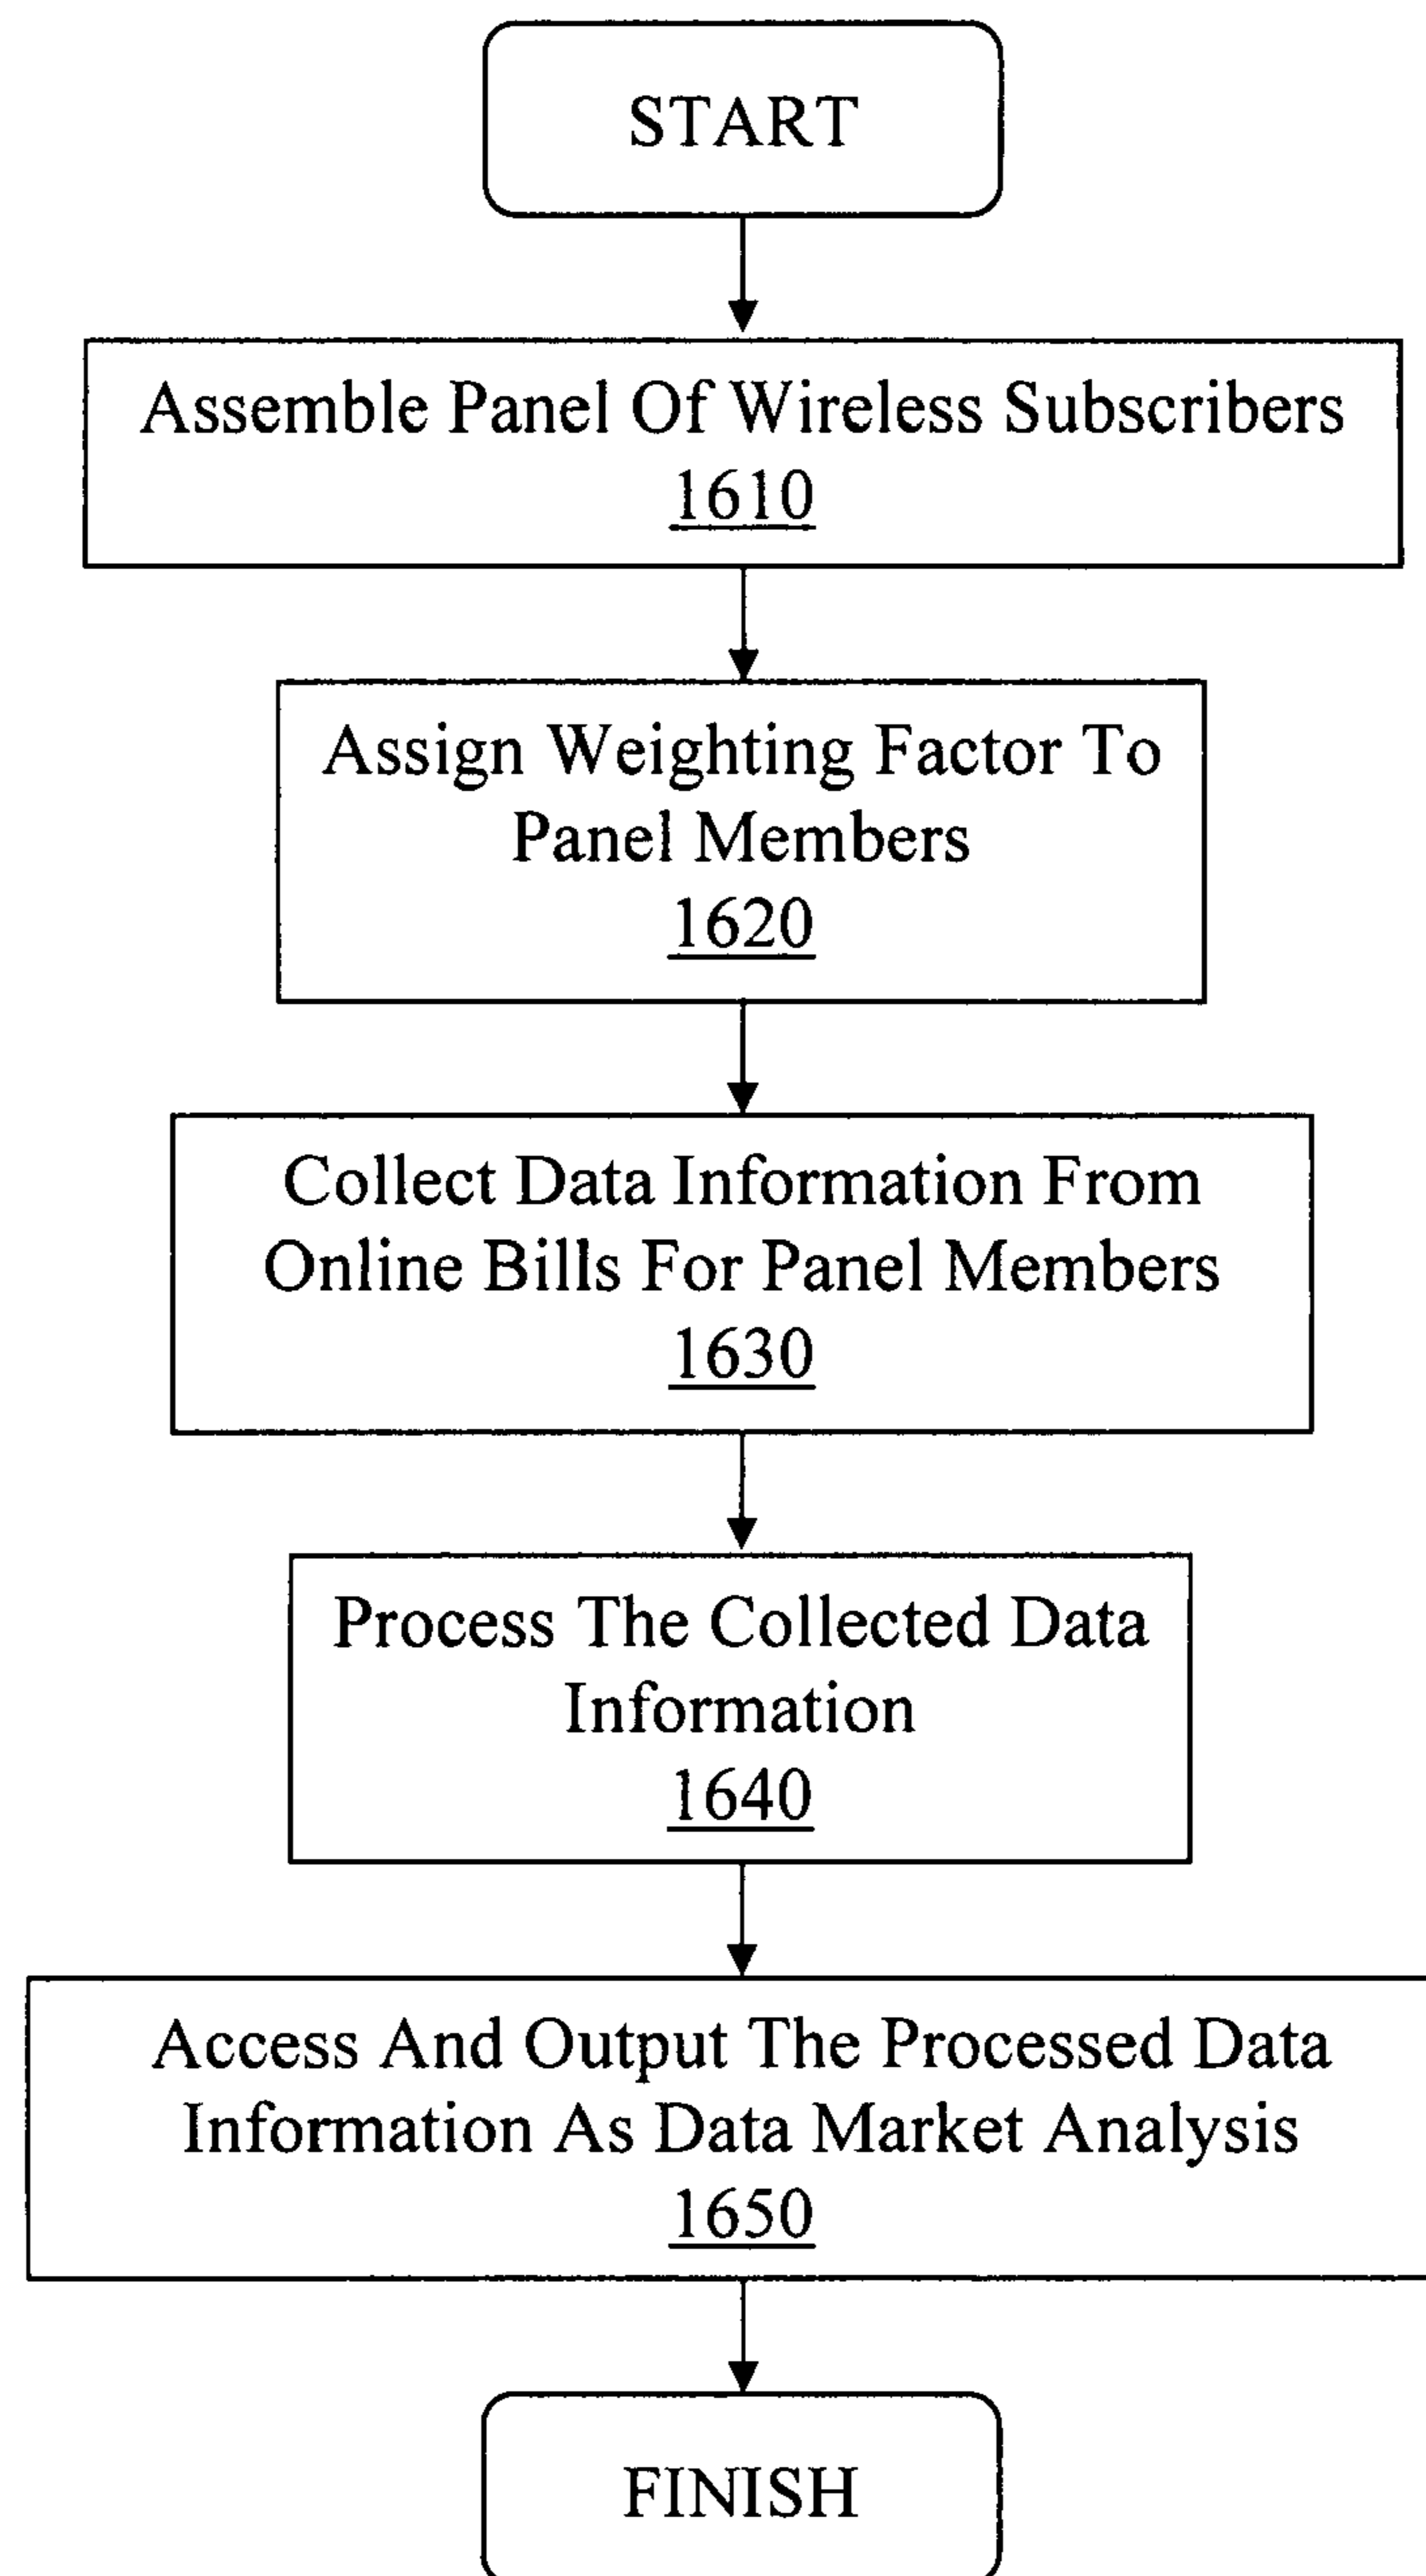 START
Assemble Panel Of Wireless Subscribers
1610
Assign Weighting Factor To
Panel Members
1620
Collect Data Information From
Online Bills For Panel Members
1630
Process The Collected Data
Information
1640
Access And Output The Processed Data
Information As Data Market Analysis
1650
FINISH